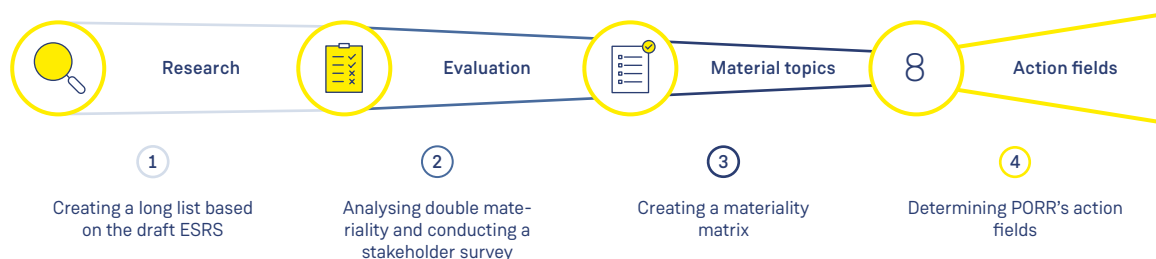 Research
Evaluation
Material topics
8
Action fields
1
2
3
4
Creating a long list based
on the draft ESRS
Analysing double mate-
riality and conducting a
stakeholder survey
Creating a materiality
matrix
Determining PORR's action
fields